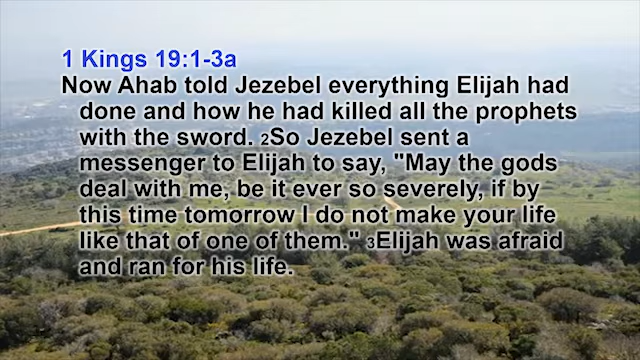 1 Kings 19:1-3a
Now Ahab told Jezebel everything Elijah had
done and how he had killed all the prophets
with the sword. 2So Jezebel sent a
messenger to Elijah to say, "May the gods
deal with me, be it ever so severely, if by
this time tomorrow I do not make your life
like that of one of them." 3Elijah was afraid
and ran for his life.